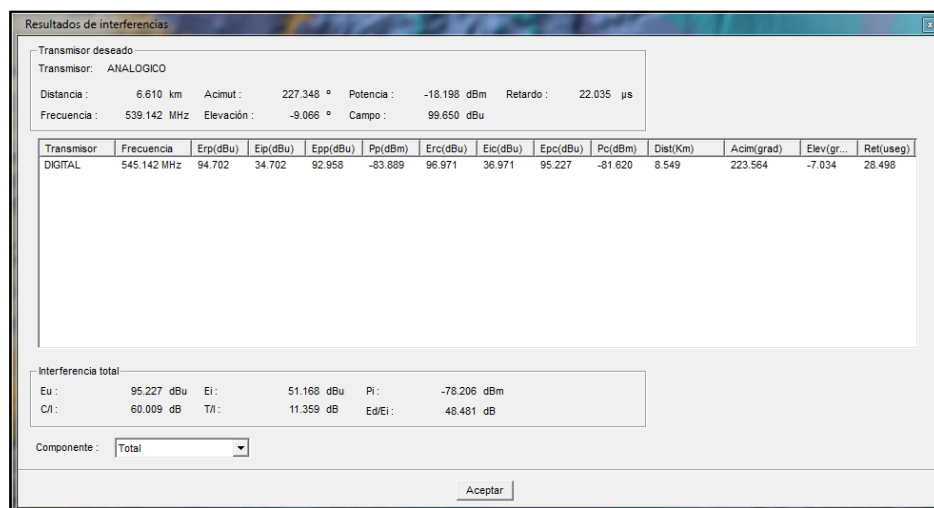 Resultados de interferencias
Transmisor deseado
Transmisor: ANALOGICO
Distancia : 6.610 km Acimut : 227.348 º Potencia : -18.198 dBm Retardo : 22.035 µs
Frecuencia : 539.142 MHz Elevación : -9.066 º Campo : 99.650 dBu
Transmisor Frecuencia Erp(dBu) Eip(dBu) Epp(dBu) Pp(dBm) Erc(dBu) Eic(dBu) Epc(dBu) Pc(dBm) Dist(Km) Acim(grad) Elev(gr... Ret(useg)
DIGITAL 545.142 MHz 94.702 34.702 92.958 -83.889 96.971 36.971 95.227 -81.620 8.549 223.564 -7.034 28.498
Interferencia total
Eu : 95.227 dBu Ei : 51.168 dBu Pi : -78.206 dBm
C/I : 60.009 dB T/I : 11.359 dB Ed/Ei : 48.481 dB
Componente : Total
Aceptar